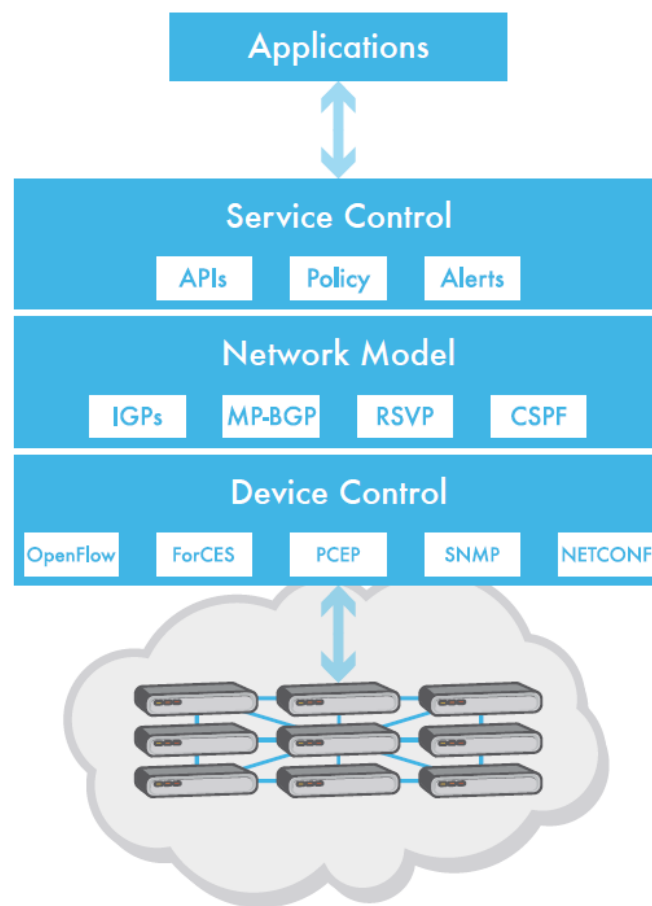 Applications
Service Control
APIs Policy Alerts
Network Model
IGPs MP-BGP RSVP CSPF
Device Control
OpenFlow ForCES PCEP SNMP NETCONF